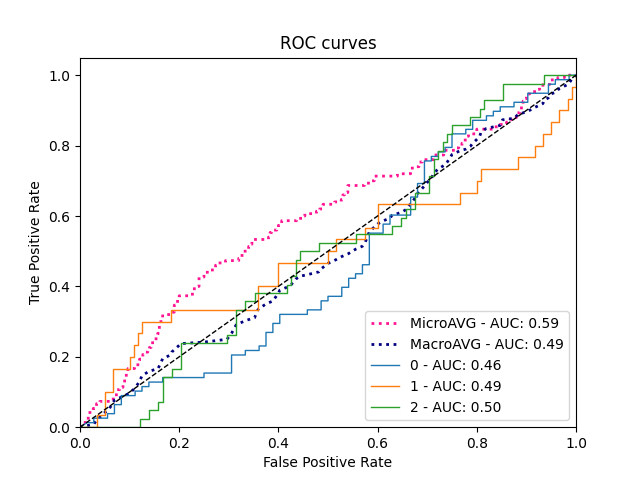 ROC curves
True Positive Rate
1.0
0.8
0.6
0.4
0.2
0.0
MicroAVG - AUC: 0.59
MacroAVG - AUC: 0.49
0 - AUC: 0.46
1 - AUC: 0.49
2 - AUC: 0.50
0.0 0.2 0.4 0.6 0.8 1.0
False Positive Rate